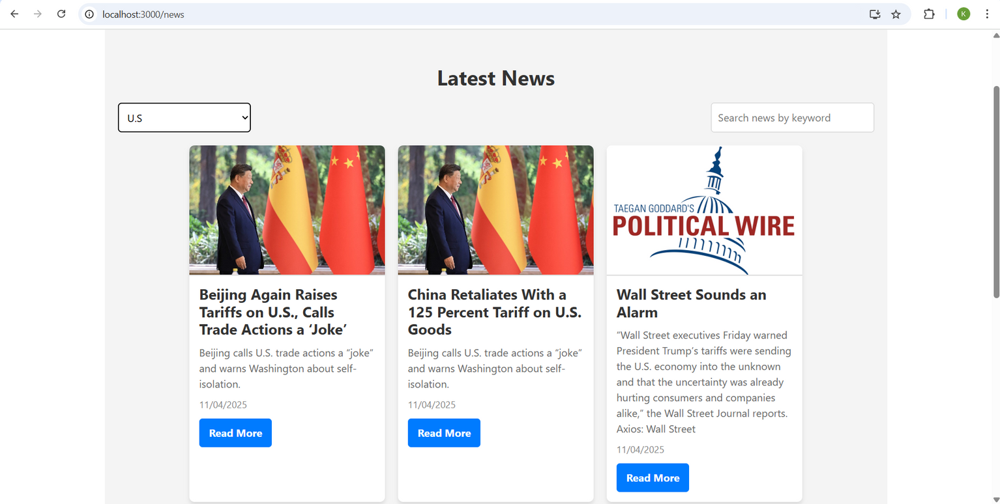 localhost:3000/news
K
Latest News
U.S
Search news by keyword
TAEGAN GODDARD'S
POLITICAL WIRE
Beijing Again Raises
Tariffs on U.S., Calls
Trade Actions a ‘Joke’
Beijing calls U.S. trade actions a “joke”
and warns Washington about self-
isolation.
11/04/2025
Read More
China Retaliates With a
125 Percent Tariff on U.S.
Goods
Beijing calls U.S. trade actions a “joke”
and warns Washington about self-
isolation.
11/04/2025
Read More
Wall Street Sounds an
Alarm
“Wall Street executives Friday warned
President Trump’s tariffs were sending
the U.S. economy into the unknown
and that the uncertainty was already
hurting consumers and companies
alike,” the Wall Street Journal reports.
Axios: Wall Street
11/04/2025
Read More